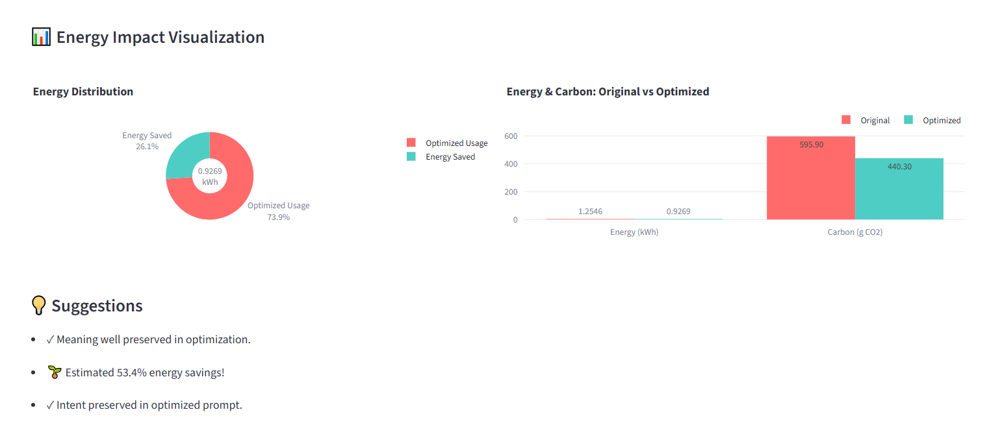 📊 Energy Impact Visualization
Energy Distribution
Energy Saved
26.1%
0.9269
kWh
Optimized Usage
73.9%
Optimized Usage
Energy Saved
Energy & Carbon: Original vs Optimized
Original Optimized
600
400
200
0
595.90
440.30
1.2546
0.9269
Energy (kWh)
Carbon (g CO2)
💡 Suggestions
• ✓ Meaning well preserved in optimization.
• 🌱 Estimated 53.4% energy savings!
• ✓ Intent preserved in optimized prompt.